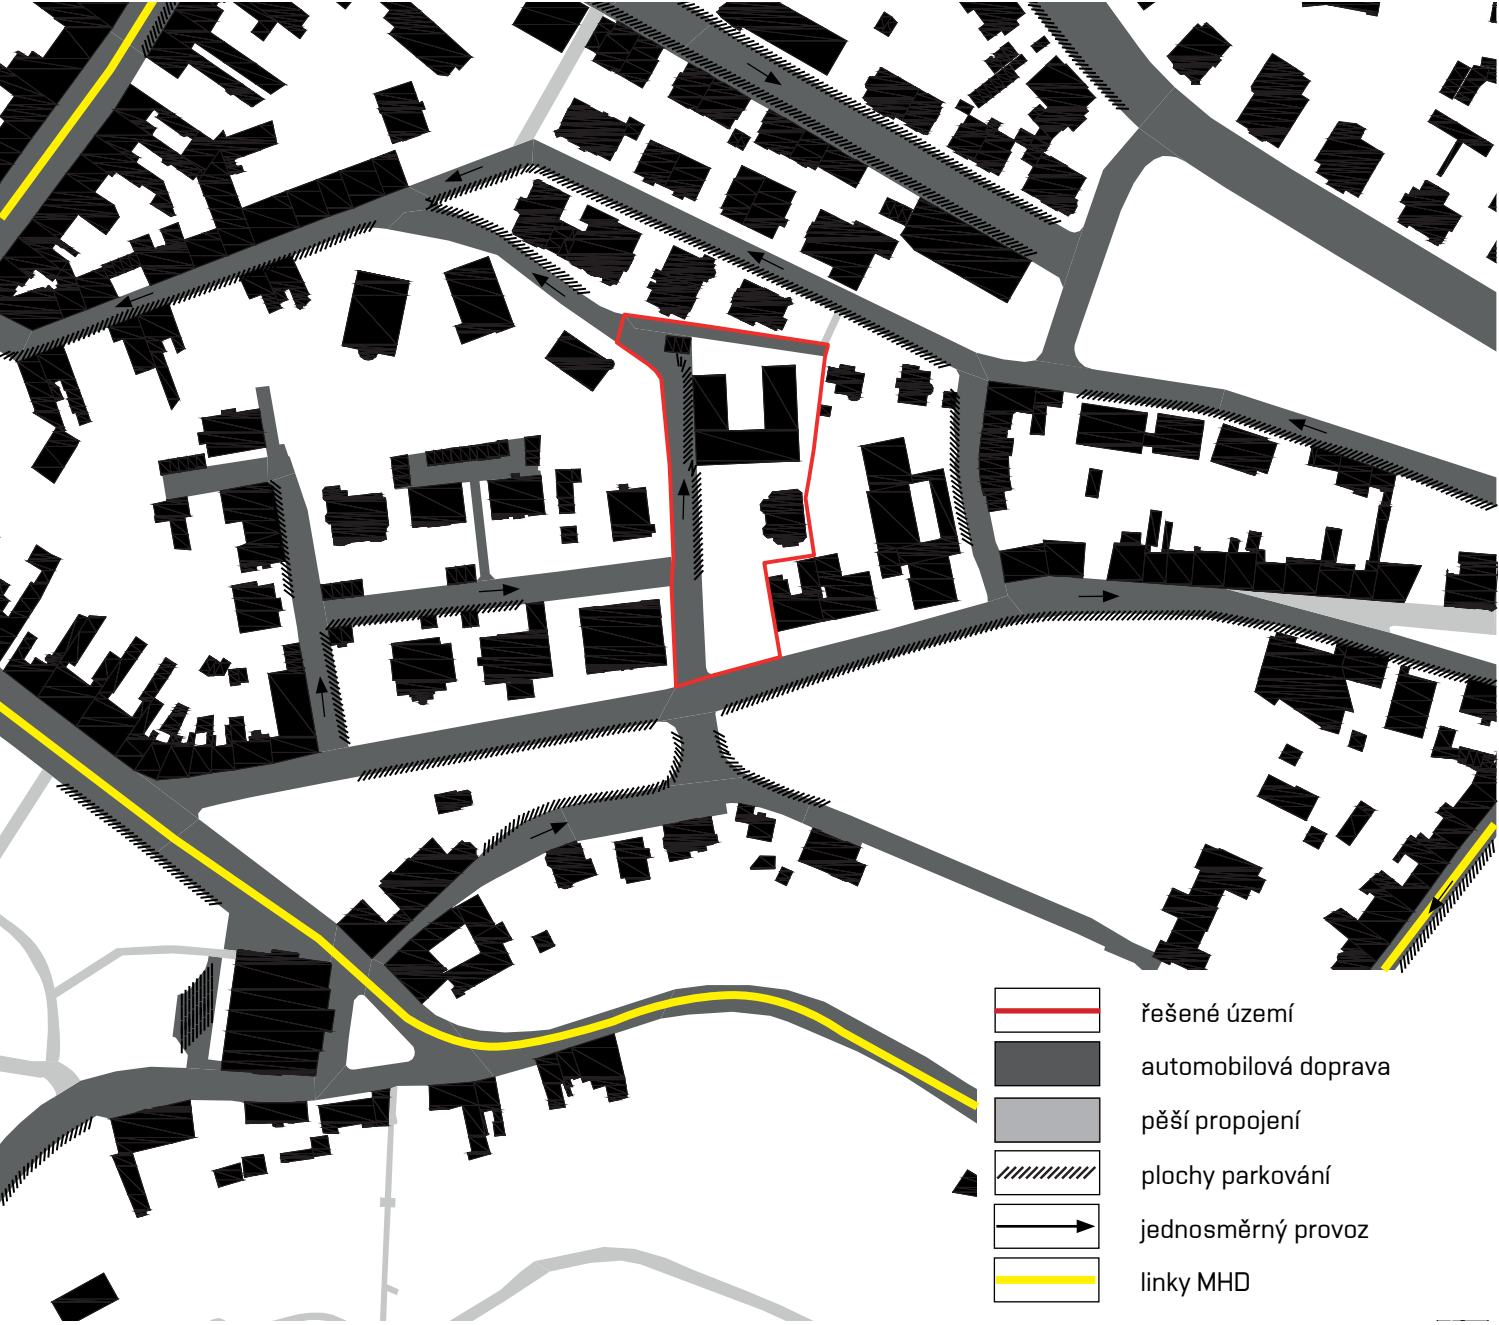 řešené území
automobilová doprava
pěší propojení
plochy parkování
jednosměrný provoz
linky MHD